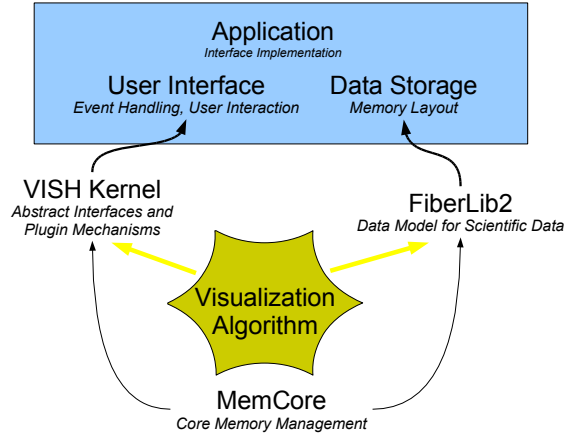 Application
Interface Implementation
User Interface
Event Handling, User Interaction
Data Storage
Memory Layout
VISH Kernel
Abstract Interfaces and
Plugin Mechanisms
FiberLib2
Data Model for Scientific Data
Visualization
Algorithm
MemCore
Core Memory Management